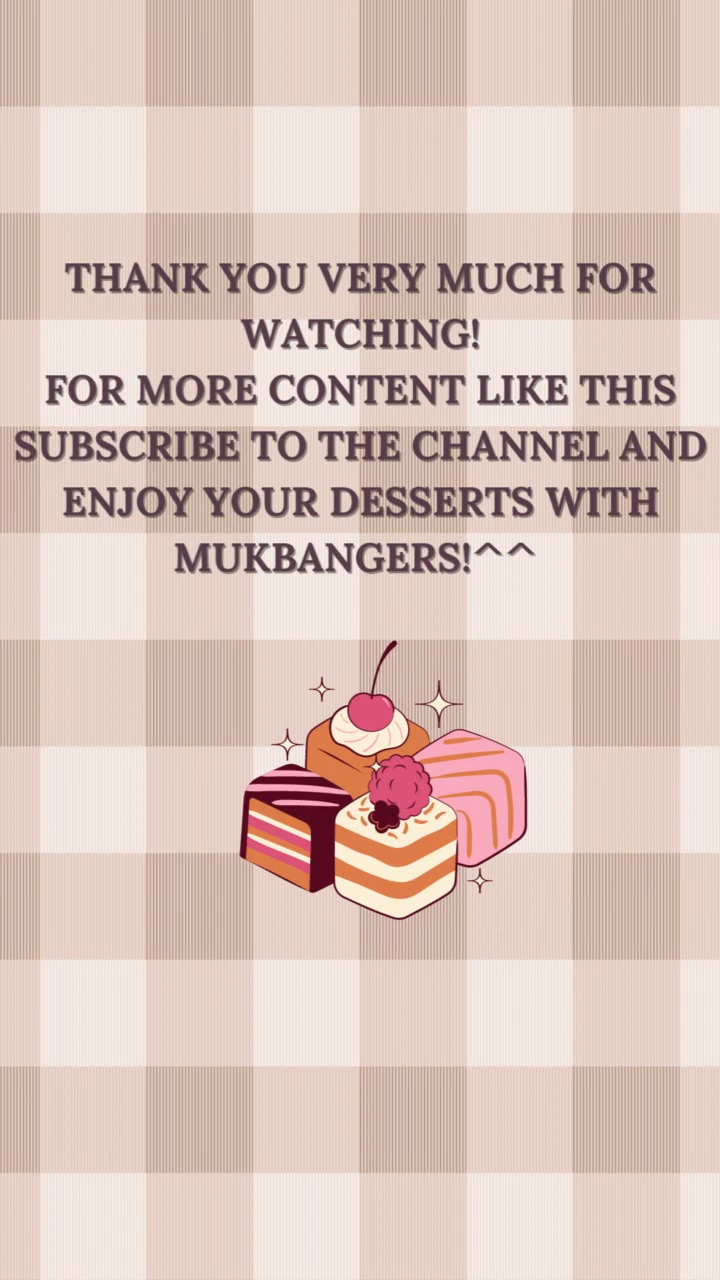 THANK YOU VERY MUCH FOR
WATCHING!
FOR MORE CONTENT LIKE THIS
SUBSCRIBE TO THE CHANNEL AND
ENJOY YOUR DESSERTS WITH
MUKBANGERS!^^